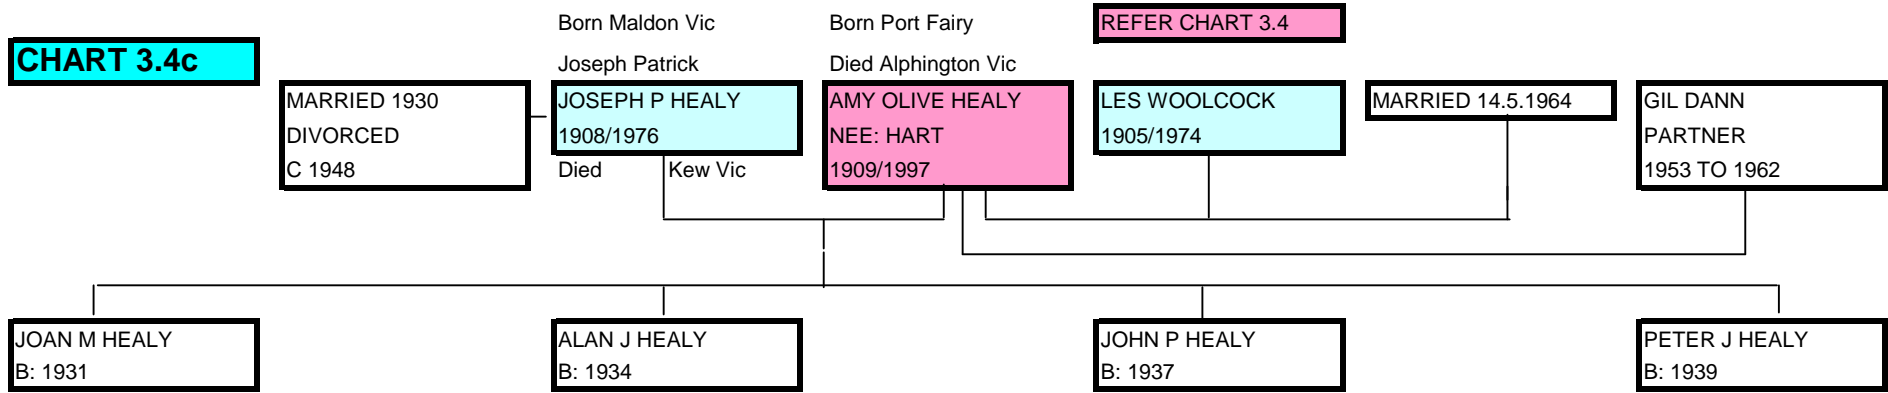 CHART 3.4c
Born Maldon Vic
Joseph Patrick
Born Port Fairy
Died Alphington Vic
REFER CHART 3.4
MARRIED 1930
DIVORCED
C 1948
JOSEPH P HEALY
1908/1976
Died Kew Vic
AMY OLIVE HEALY
NEE: HART
1909/1997
LES WOOLCOCK
1905/1974
MARRIED 14.5.1964
GIL DANN
PARTNER
1953 TO 1962
JOAN M HEALY
B: 1931
ALAN J HEALY
B: 1934
JOHN P HEALY
B: 1937
PETER J HEALY
B: 1939